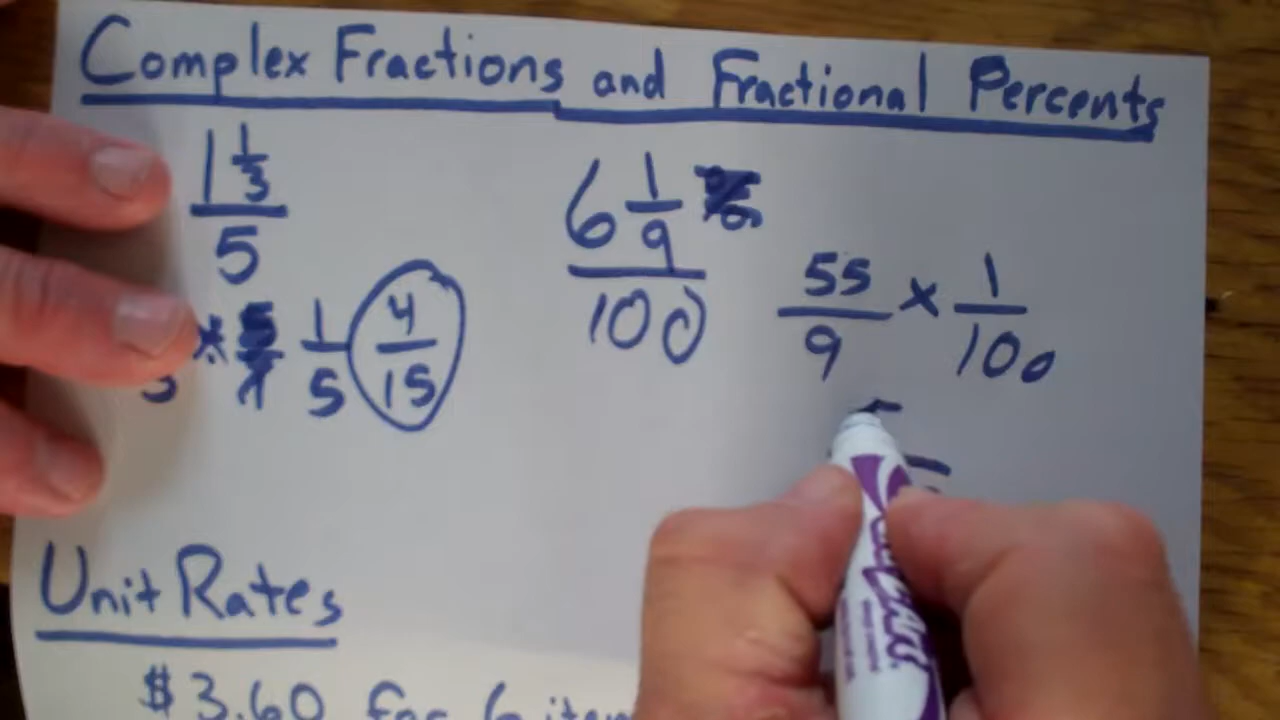 Complex Fractions and Fractional Percents
1 1/3
5
6 1/9
100
55/9 × 1/100
3
1/5
4/15
Unit Rates
$3.60 for 6